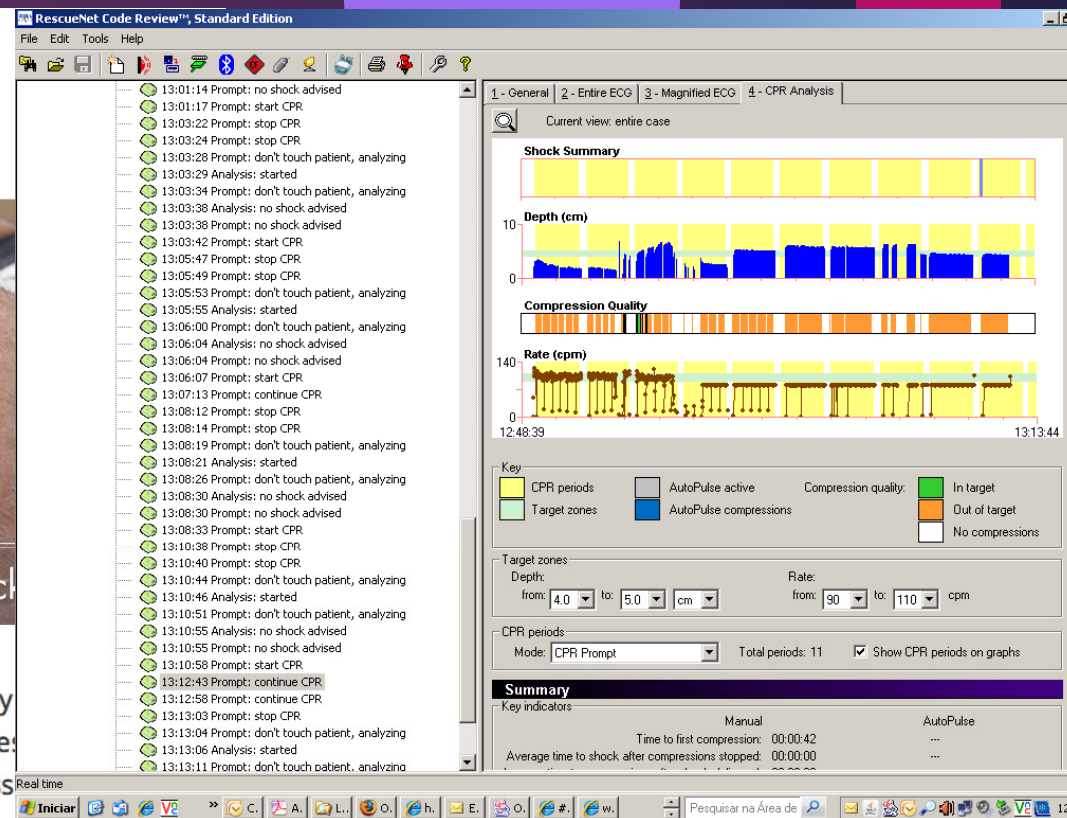 RescueNet Code Review™, Standard Edition
File Edit Tools Help
13:01:14 Prompt: no shock advised
13:01:17 Prompt: start CPR
13:03:22 Prompt: stop CPR
13:03:24 Prompt: stop CPR
13:03:28 Prompt: don't touch patient, analyzing
13:03:29 Analysis: started
13:03:34 Prompt: don't touch patient, analyzing
13:03:38 Analysis: no shock advised
13:03:38 Prompt: no shock advised
13:03:42 Prompt: start CPR
13:05:47 Prompt: stop CPR
13:05:49 Prompt: stop CPR
13:05:53 Prompt: don't touch patient, analyzing
13:05:55 Analysis: started
13:06:00 Prompt: don't touch patient, analyzing
13:06:04 Analysis: no shock advised
13:06:04 Prompt: no shock advised
13:06:07 Prompt: start CPR
13:07:13 Prompt: continue CPR
13:08:12 Prompt: stop CPR
13:08:14 Prompt: stop CPR
13:08:19 Prompt: don't touch patient, analyzing
13:08:21 Analysis: started
13:08:26 Prompt: don't touch patient, analyzing
13:08:30 Analysis: no shock advised
13:08:30 Prompt: no shock advised
13:08:33 Prompt: start CPR
13:10:38 Prompt: stop CPR
13:10:40 Prompt: stop CPR
13:10:44 Prompt: don't touch patient, analyzing
13:10:46 Analysis: started
13:10:51 Prompt: don't touch patient, analyzing
13:10:55 Analysis: no shock advised
13:10:55 Prompt: no shock advised
13:10:58 Prompt: start CPR
13:12:43 Prompt: continue CPR
13:12:58 Prompt: continue CPR
13:13:03 Prompt: stop CPR
13:13:04 Prompt: don't touch patient, analyzing
13:13:06 Analysis: started
13:13:11 Prompt: don't touch patient, analyzing
1 - General 2 - Entire ECG 3 - Magnified ECG 4 - CPR Analysis
Current view: entire case
Shock Summary
Depth (cm)
10
0
Compression Quality
Rate (cpm)
140
0
12:48:39 13:13:44
Key
CPR periods AutoPulse active Compression quality: In target
Target zones AutoPulse compressions Out of target
No compressions
Target zones
Depth: Rate:
from: 4.0 to: 5.0 cm from: 90 to: 110 cpm
CPR periods
Mode: CPR Prompt Total periods: 11 Show CPR periods on graphs
Summary
Key indicators
Manual AutoPulse
Time to first compression: 00:00:42 ---
Average time to shock after compressions stopped: 00:00:00 ---
Real time
Iniciar » C. A. L.. O. h. E. O. #. w. Pesquisar na Área de 12